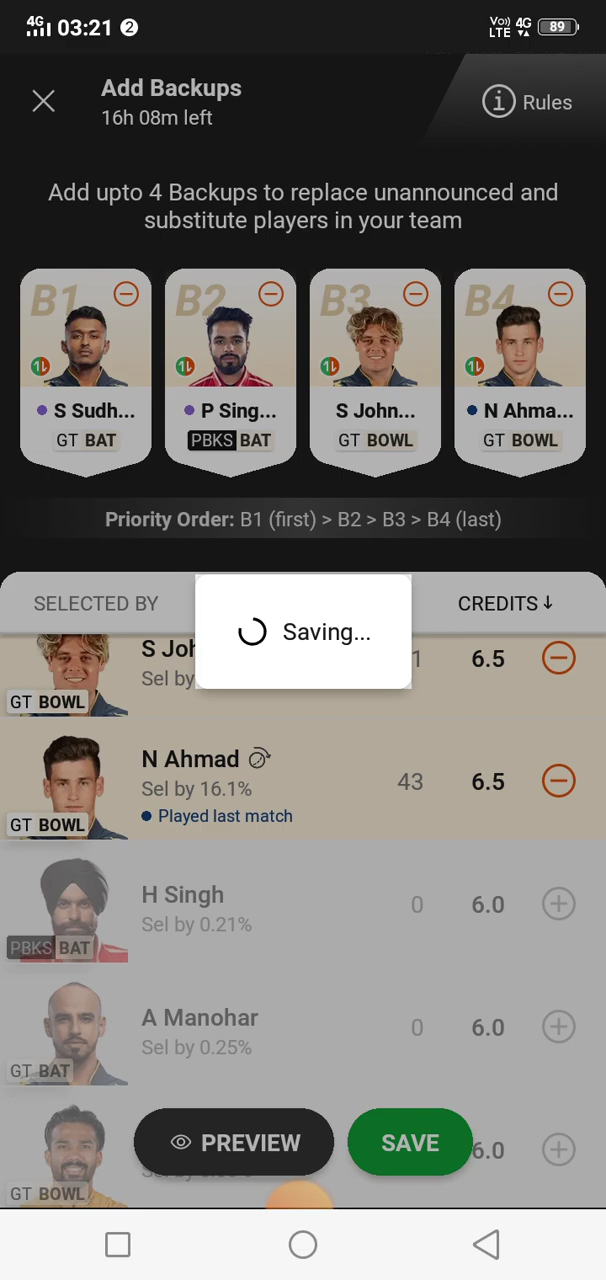 4G 03:21 2 Vo)) LTE 4G 89
Add Backups
16h 08m left
Rules
Add upto 4 Backups to replace unannounced and
substitute players in your team
B1 B2 B3 B4
S Sudh... P Sing... S John... N Ahma...
GT BAT PBKS BAT GT BOWL GT BOWL
Priority Order: B1 (first) > B2 > B3 > B4 (last)
SELECTED BY CREDITS↓
Saving...
S Joh 1 6.5
Sel by
GT BOWL
N Ahmad
Sel by 16.1% 43 6.5
Played last match
GT BOWL
H Singh
Sel by 0.21% 0 6.0
PBKS BAT
A Manohar
Sel by 0.25% 0 6.0
GT BAT
PREVIEW SAVE 6.0
GT BOWL